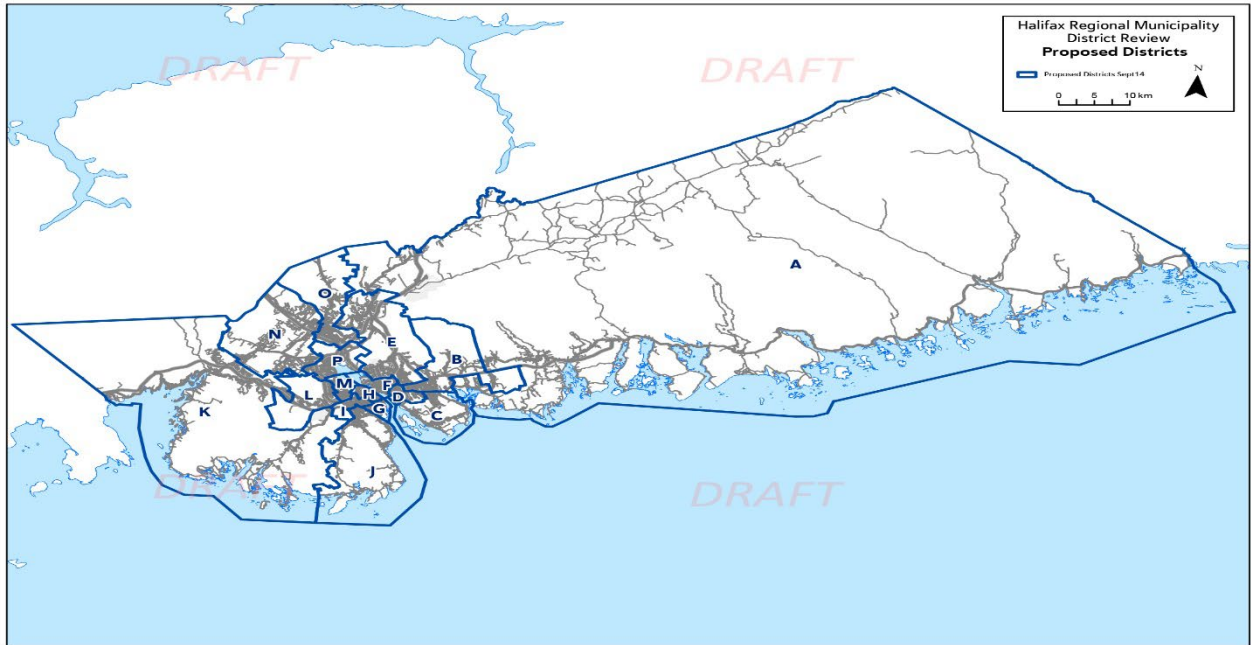 Halifax Regional Municipality
District Review
Proposed Districts
Proposed Districts Sept14
N
0 5 10 km
DRAFT
DRAFT
A
O
N
E
P
B
M
F
L
H
D
K
I
G
C
J
DRAFT
DRAFT